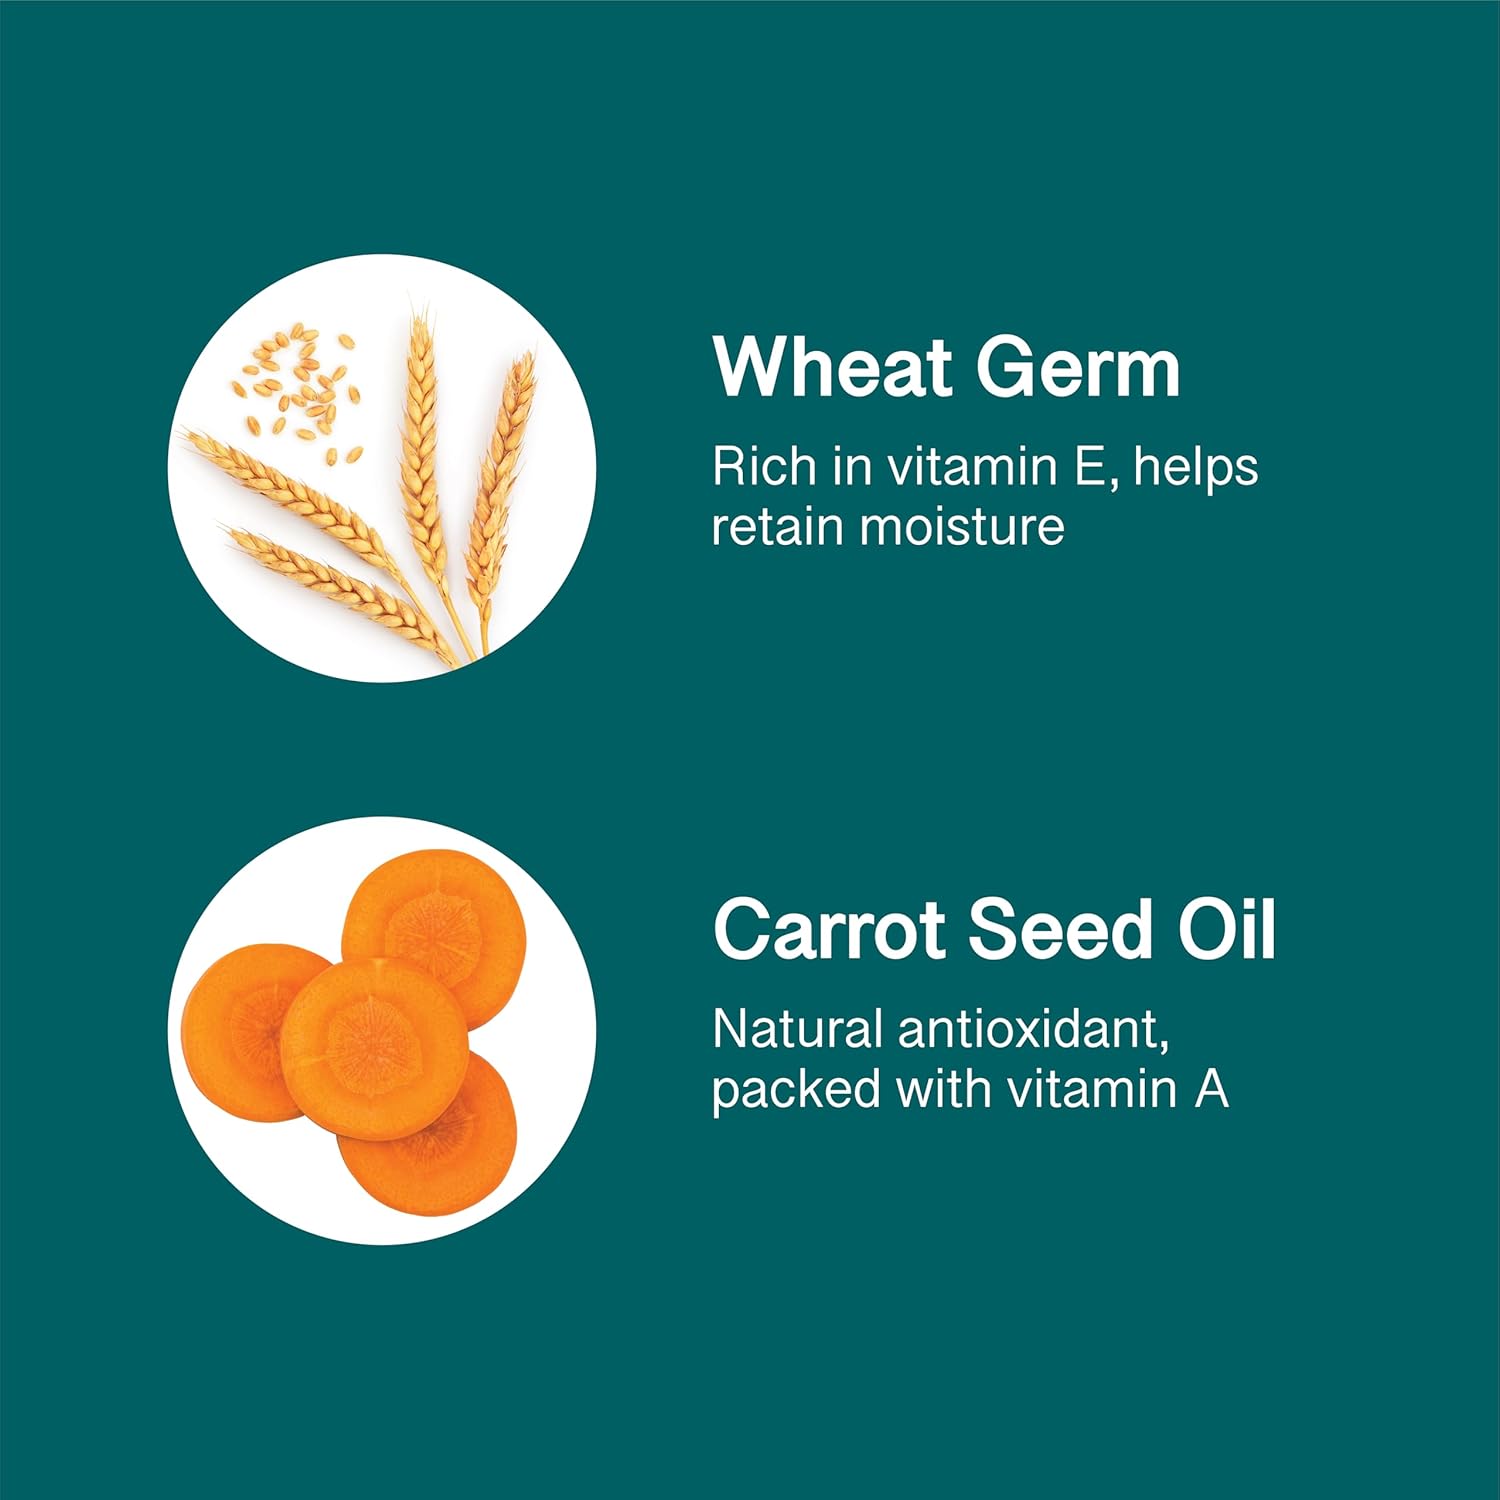 Wheat Germ
Rich in vitamin E, helps
retain moisture
Carrot Seed Oil
Natural antioxidant,
packed with vitamin A